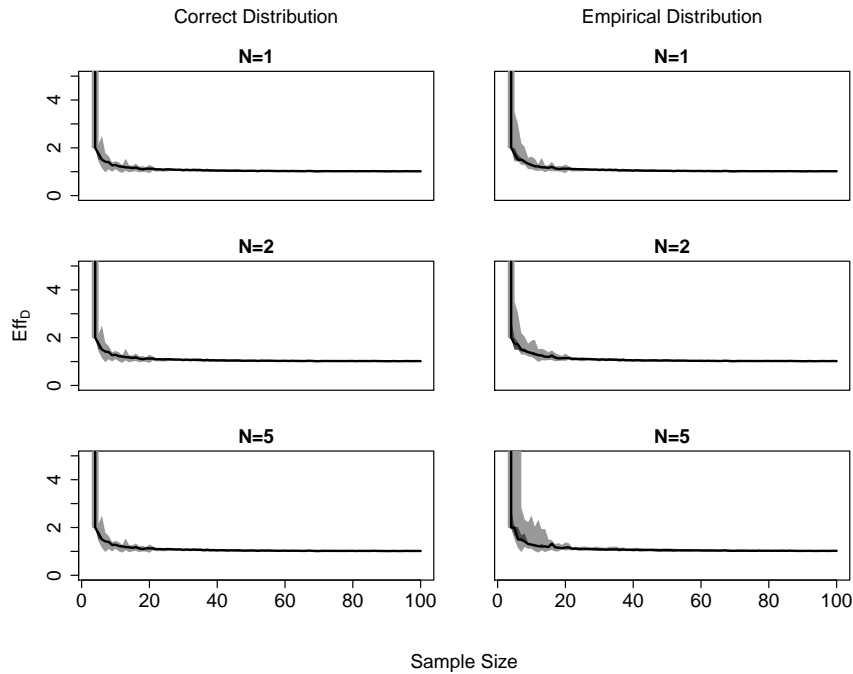 Correct Distribution
Empirical Distribution
N=1
N=1
0 2 4
N=2
N=2
0 2 4
Eff_D
N=5
N=5
0 2 4
0 20 40 60 80 100
0 20 40 60 80 100
Sample Size